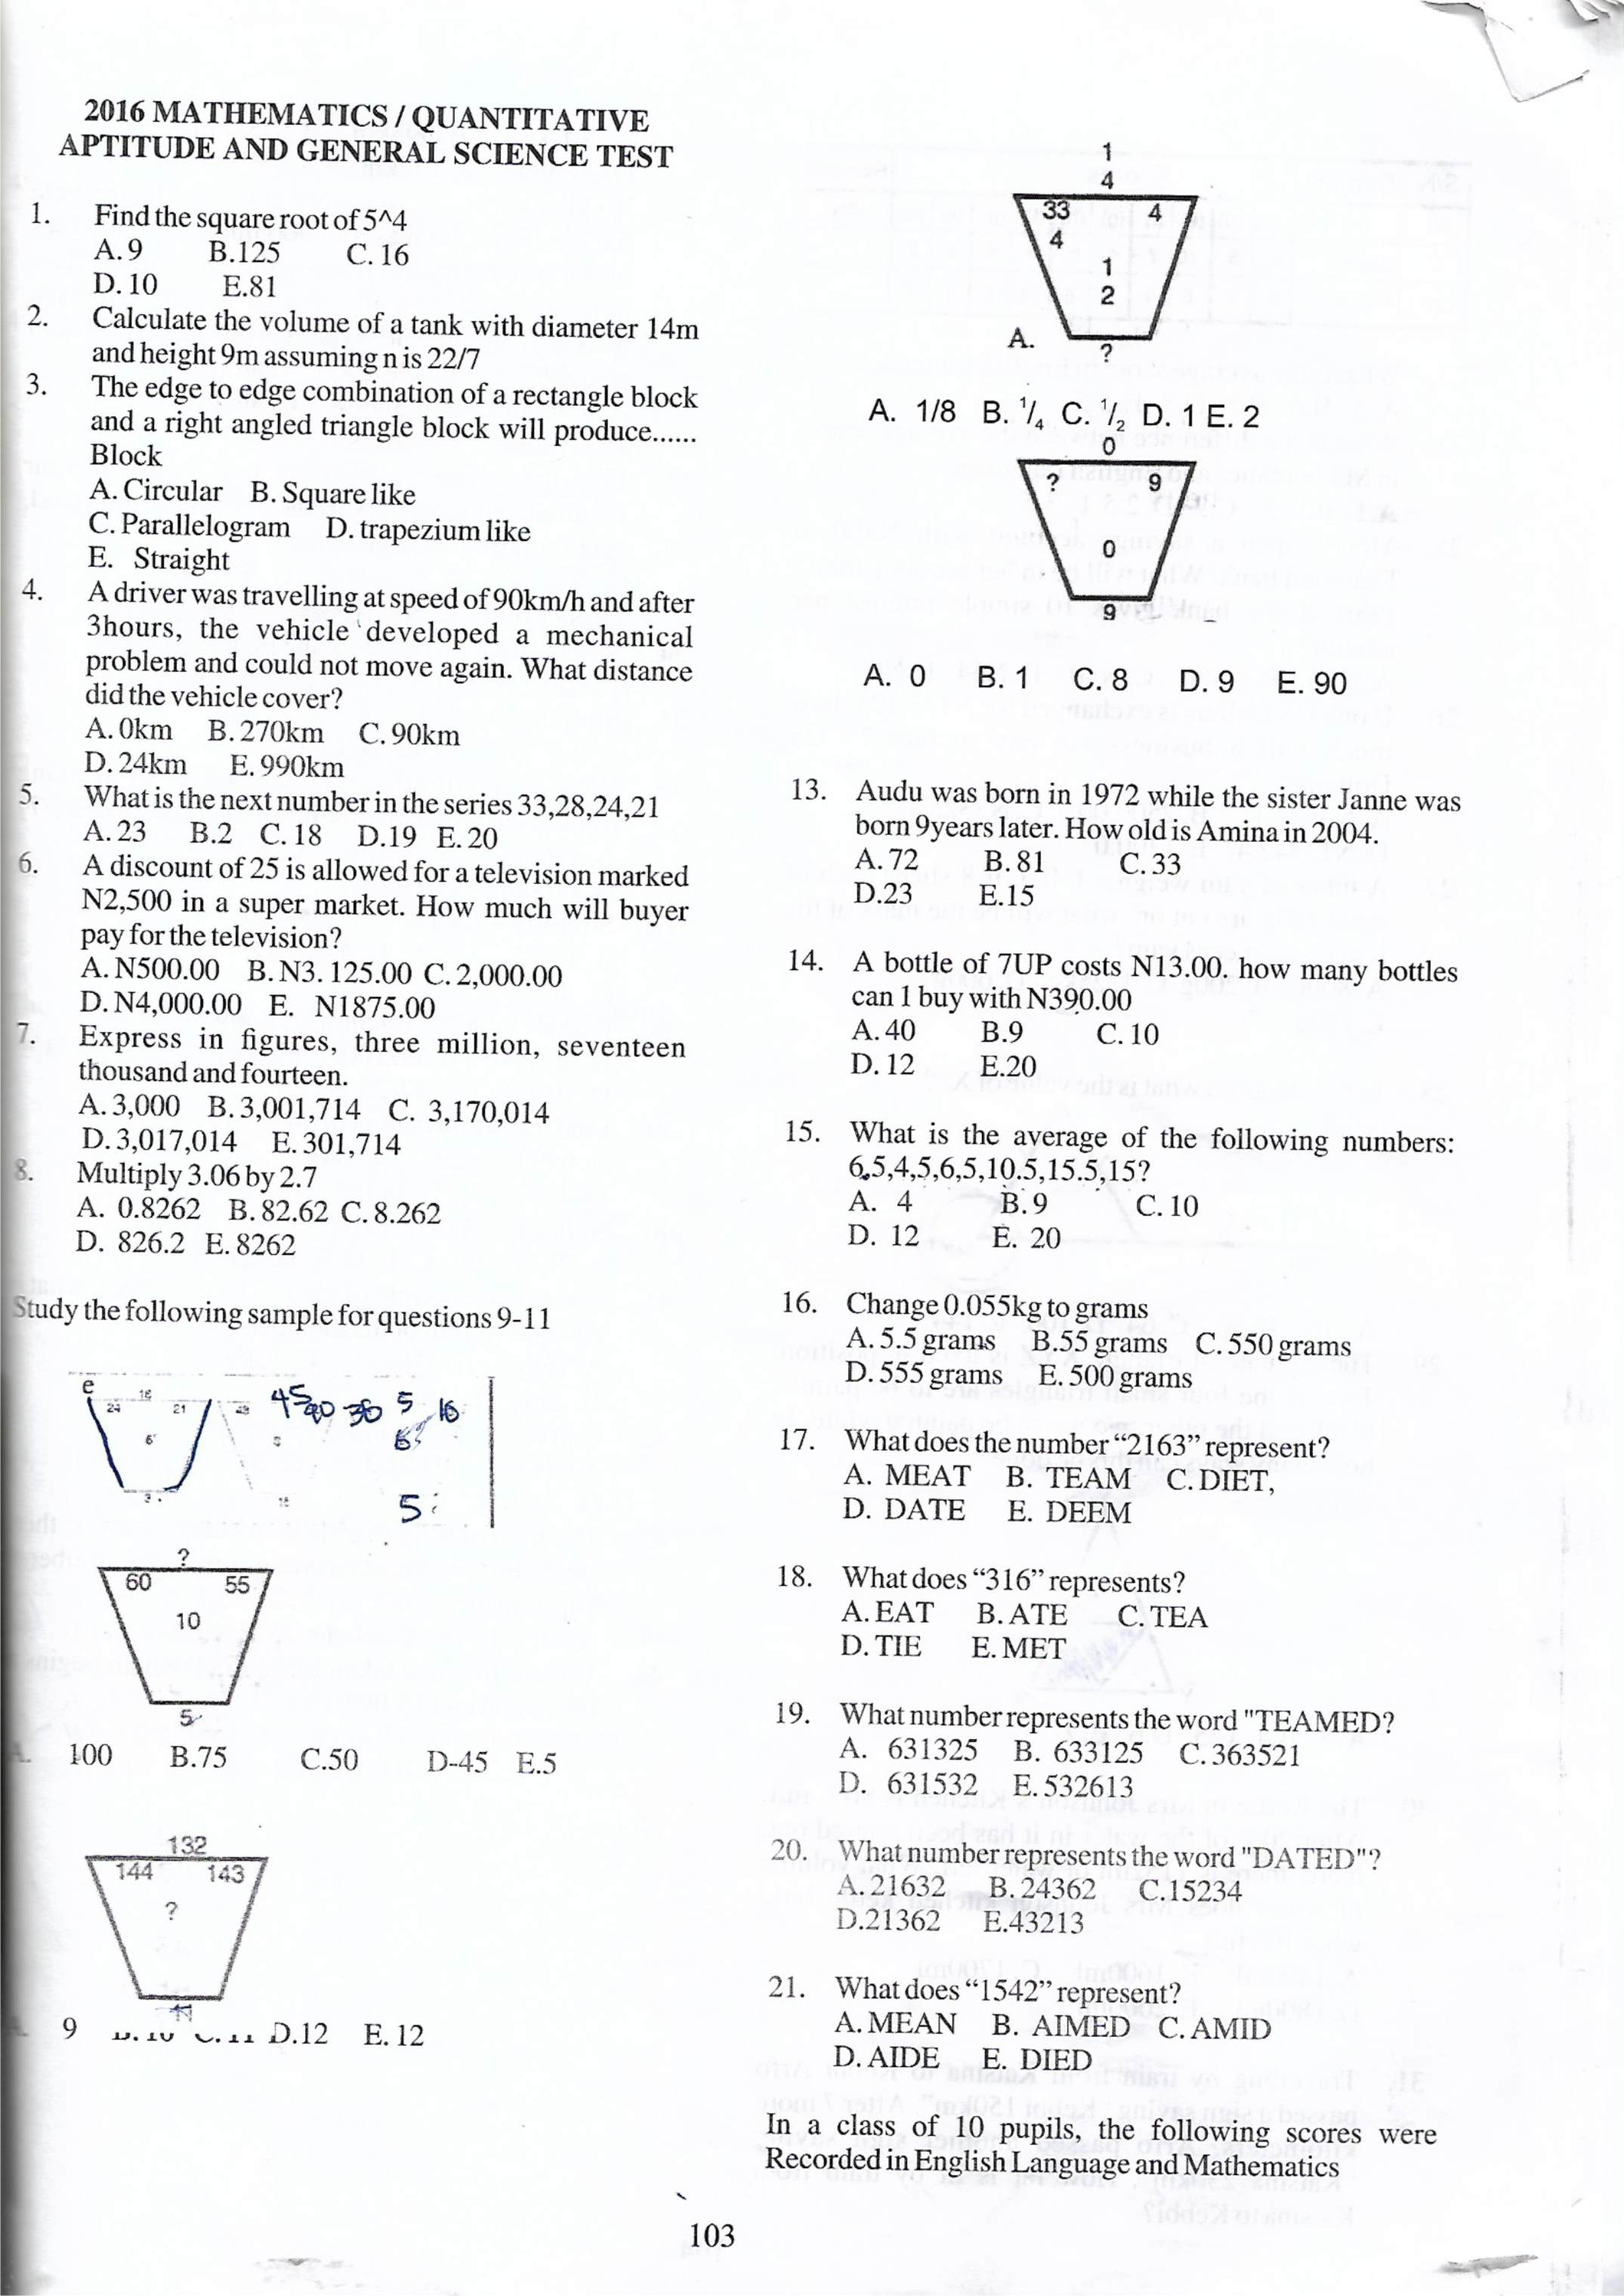 2016 MATHEMATICS / QUANTITATIVE
APTITUDE AND GENERAL SCIENCE TEST
1. Find the square root of 5^4
A. 9 B.125 C. 16
D. 10 E.81
2. Calculate the volume of a tank with diameter 14m
and height 9m assuming n is 22/7
3. The edge to edge combination of a rectangle block
and a right angled triangle block will produce......
Block
A. Circular B. Square like
C. Parallelogram D. trapezium like
E. Straight
4. A driver was travelling at speed of 90km/h and after
3hours, the vehicle developed a mechanical
problem and could not move again. What distance
did the vehicle cover?
A. 0km B. 270km C. 90km
D. 24km E. 990km
5. What is the next number in the series 33,28,24,21
A. 23 B.2 C. 18 D.19 E. 20
6. A discount of 25 is allowed for a television marked
N2,500 in a super market. How much will buyer
pay for the television?
A. N500.00 B. N3. 125.00 C. 2,000.00
D. N4,000.00 E. N1875.00
7. Express in figures, three million, seventeen
thousand and fourteen.
A. 3,000 B. 3,001,714 C. 3,170,014
D. 3,017,014 E. 301,714
8. Multiply 3.06 by 2.7
A. 0.8262 B. 82.62 C. 8.262
D. 826.2 E. 8262
Study the following sample for questions 9-11
e
24 21
6
45 5 16
5
?
60 55
10
5
100 B.75 C.50 D-45 E.5
132
144 143
?
9 D.12 E. 12
1
4
33 4
4
1
2
A.
?
A. 1/8 B. 1/4 C. 1/2 D. 1 E. 2
0
? 9
0
9
A. 0 B. 1 C. 8 D. 9 E. 90
13. Audu was born in 1972 while the sister Janne was
born 9years later. How old is Amina in 2004.
A. 72 B. 81 C. 33
D.23 E.15
14. A bottle of 7UP costs N13.00. how many bottles
can 1 buy with N390.00
A. 40 B.9 C. 10
D. 12 E.20
15. What is the average of the following numbers:
6,5,4,5,6,5,10.5,15.5,15?
A. 4 B. 9 C. 10
D. 12 E. 20
16. Change 0.055kg to grams
A. 5.5 grams B.55 grams C. 550 grams
D. 555 grams E. 500 grams
17. What does the number “2163” represent?
A. MEAT B. TEAM C. DIET,
D. DATE E. DEEM
18. What does “316” represents?
A. EAT B. ATE C. TEA
D. TIE E. MET
19. What number represents the word "TEAMED?
A. 631325 B. 633125 C. 363521
D. 631532 E. 532613
20. What number represents the word "DATED"?
A. 21632 B. 24362 C.15234
D.21362 E.43213
21. What does “1542” represent?
A. MEAN B. AIMED C. AMID
D. AIDE E. DIED
In a class of 10 pupils, the following scores were
Recorded in English Language and Mathematics
103